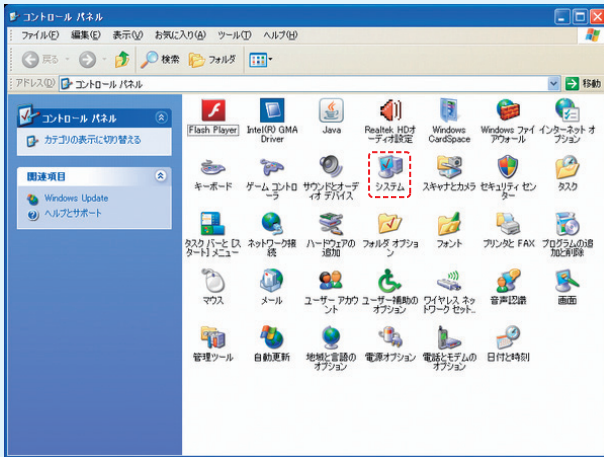 コントロール パネル
ファイル(F) 編集(E) 表示(V) お気に入り(A) ツール(T) ヘルプ(H)
戻る 検索 フォルダ
アドレス(D) コントロール パネル 移動
コントロール パネル
カテゴリの表示に切り替える
関連項目
Windows Update
ヘルプとサポート
Flash Player
Intel(R) GMA
Driver
Java
Realtek HDオ
ーディオ設定
Windows
CardSpace
Windows ファイ
アウォール
インターネット オ
プション
キーボード
ゲーム コントロ
ーラ
サウンドとオーデ
ィオ デバイス
システム
スキャナとカメラ
セキュリティ セン
ター
タスク
タスク バーと [ス
タート] メニュー
ネットワーク接
続
ハードウェアの
追加
フォルダ オプショ
ン
フォント
プリンタと FAX
プログラムの追
加と削除
マウス
メール
ユーザー アカウ
ント
ユーザー補助の
オプション
ワイヤレス ネッ
トワーク セット...
音声認識
画面
管理ツール
自動更新
地域と言語の
オプション
電源オプション
電話とモデムの
オプション
日付と時刻